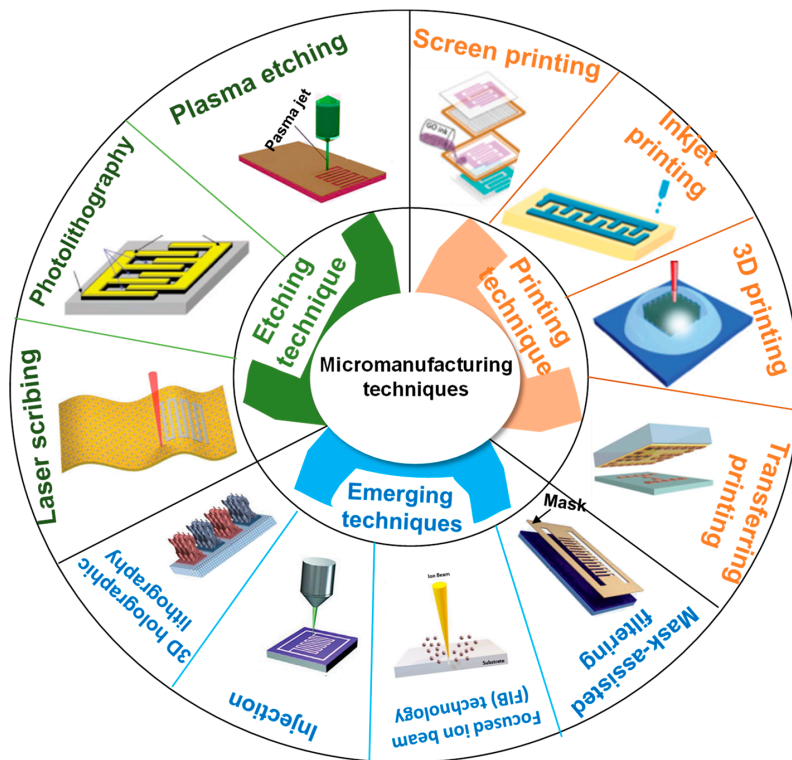 Micromanufacturing
techniques
Etching
technique
Printing
technique
Emerging
techniques
Plasma etching
Pasma jet
Photolithography
Laser scribing
Screen printing
GO ink
Inkjet
printing
3D printing
Transferring
printing
Mask
Mask-assisted
filtering
Ion Beam
Substrate
Focused ion beam
(FIB) technology
Injection
3D holographic
lithography